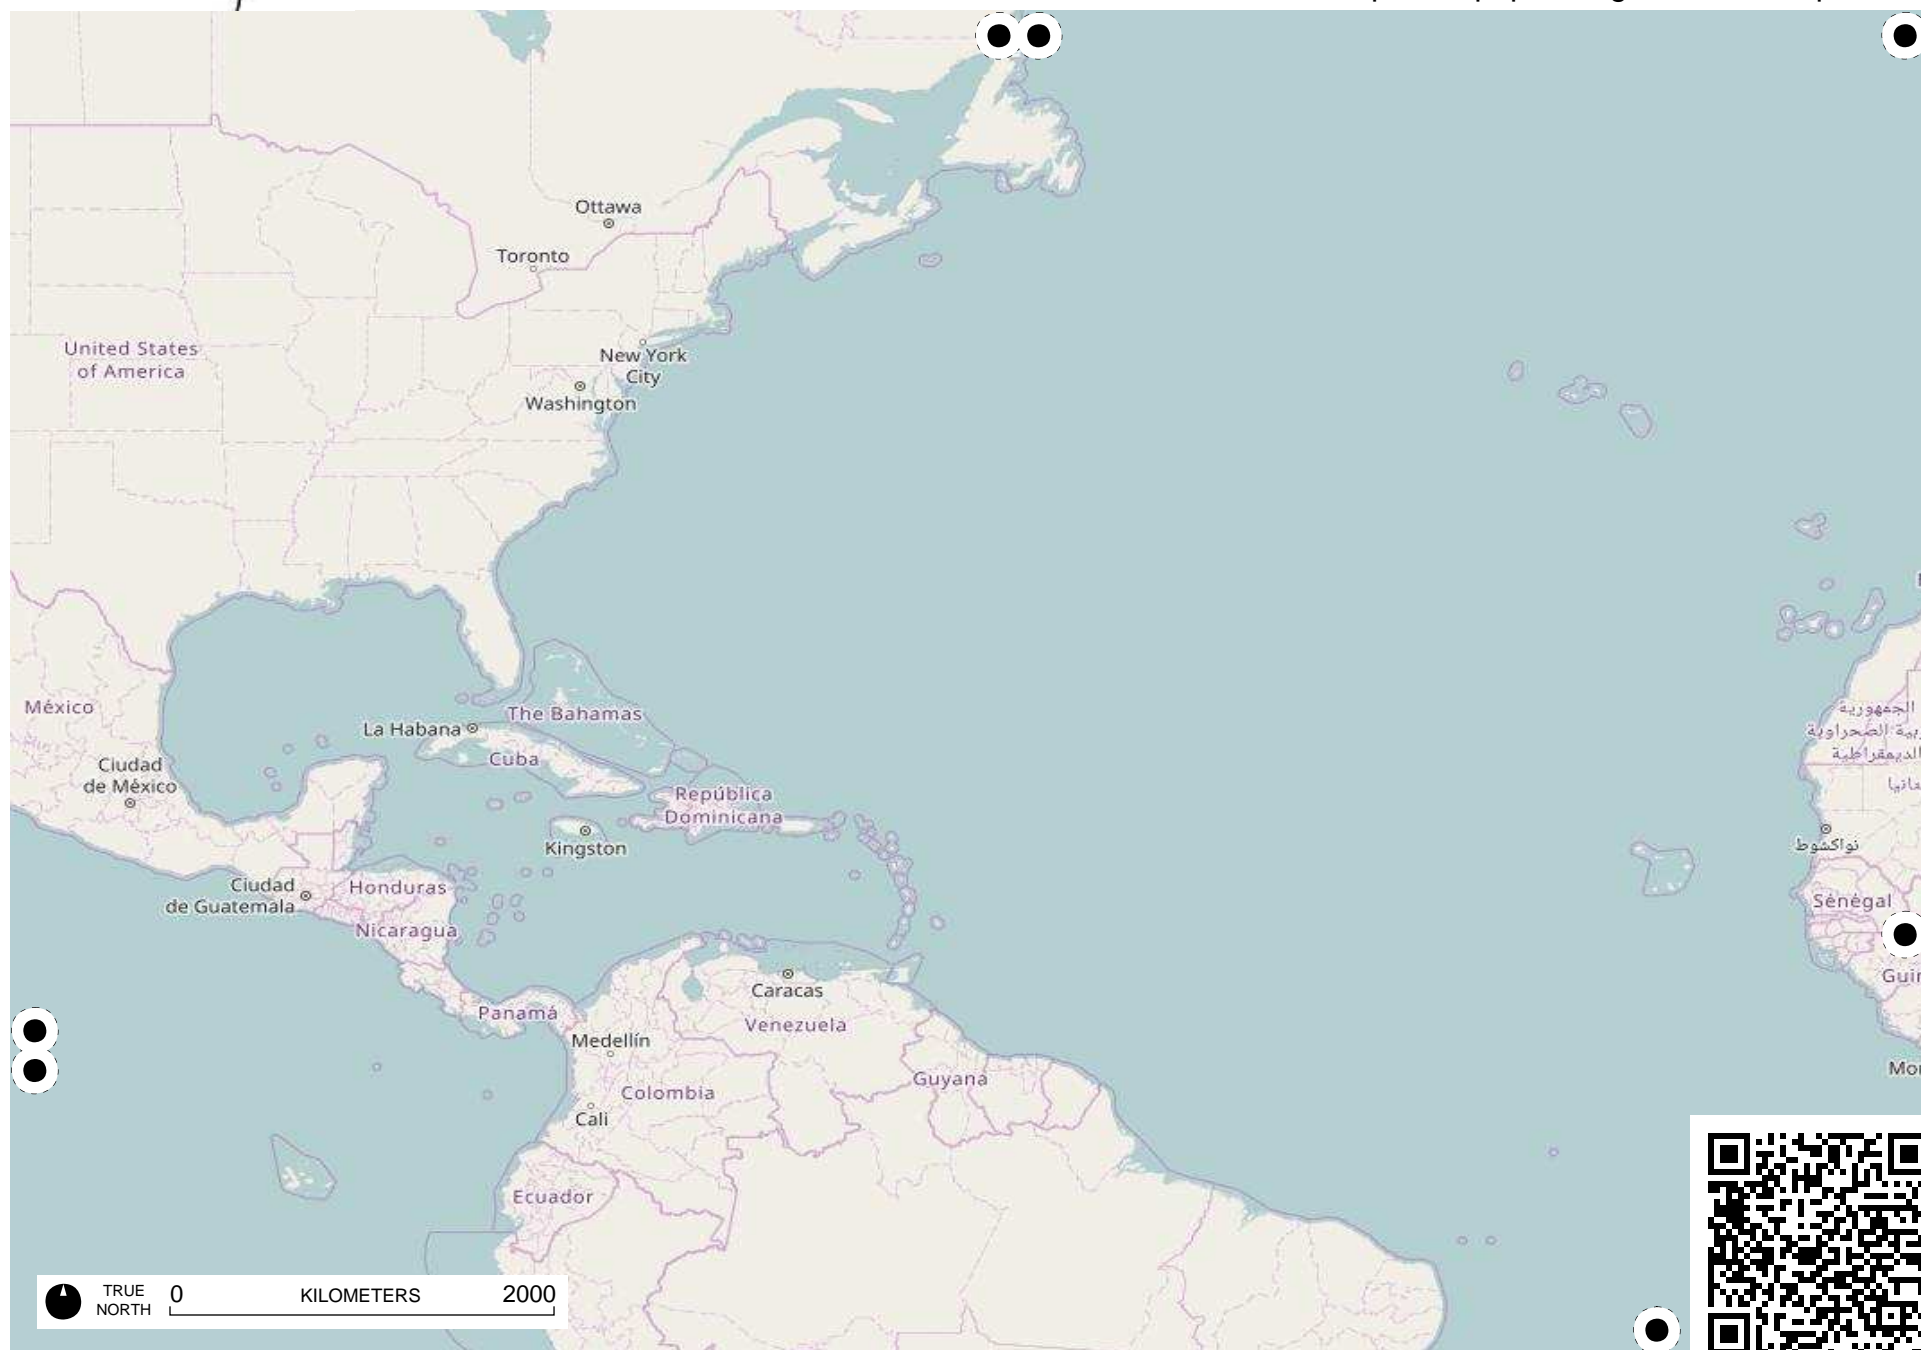 Ottawa
Toronto
United States
of America
New York
City
Washington
México
La Habana
The Bahamas
Cuba
Ciudad
de México
República
Dominicana
Kingston
الجمهورية
نواكشوط
Ciudad
de Guatemala
Honduras
Sénégal
Nicaragua
Caracas
Panamá
Venezuela
Medellín
Guyana
Colombia
Cali
Ecuador
TRUE
NORTH
0
KILOMETERS
2000